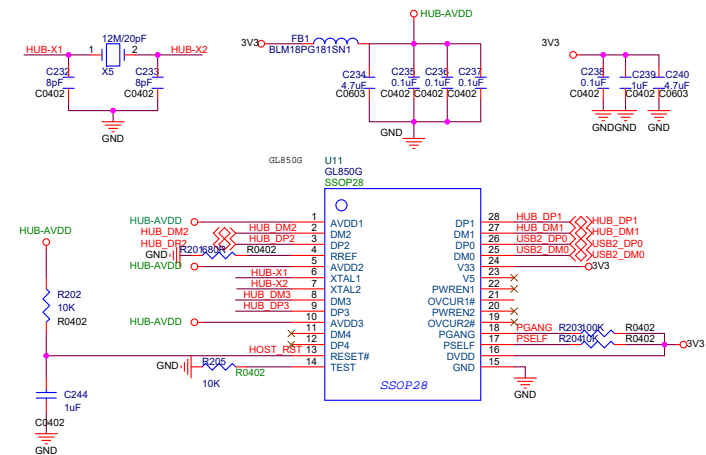 HUB-AVDD
12M/20pF
HUB-X1 1 2 HUB-X2
X5
C232 8pF C0402
C233 8pF C0402
GND
3V3 FB1
BLM18PG181SN1
C234 4.7uF C0603
C235 0.1uF C0402
C236 0.1uF C0402
C237 0.1uF C0402
GND
3V3
C238 0.1uF C0402
C239 1uF C0402
C240 4.7uF C0603
GND GND GND
GL850G
U11
GL850G
SSOP28
HUB-AVDD 1 AVDD1
HUB_DM2 HUB_DM2 2 DM2
HUB_DP2 HUB_DP2 3 DP2
GND R201 680R R0402 4 RREF
HUB-AVDD 5 AVDD2
HUB-X1 6 XTAL1
HUB-X2 7 XTAL2
HUB_DM3 8 DM3
HUB_DP3 9 DP3
HUB-AVDD 10 AVDD3
11 DM4
12 DP4
HOST_RST 13 RESET#
GND R205 10K R0402 14 TEST
DP1 28 HUB_DP1 HUB_DP1
DM1 27 HUB_DM1 HUB_DM1
DP0 26 USB2_DP0 USB2_DP0
DM0 25 USB2_DM0 USB2_DM0
V33 24 3V3
V5 23
PWREN1 22
OVCUR1# 21
PWREN2 20
OVCUR2# 19
PGANG 18 PGANG R203 100K R0402
PSELF 17 PSELF R204 10K R0402 3V3
DVDD 16
GND 15
SSOP28
GND
HUB-AVDD
R202
10K
R0402
C244
1uF
C0402
GND